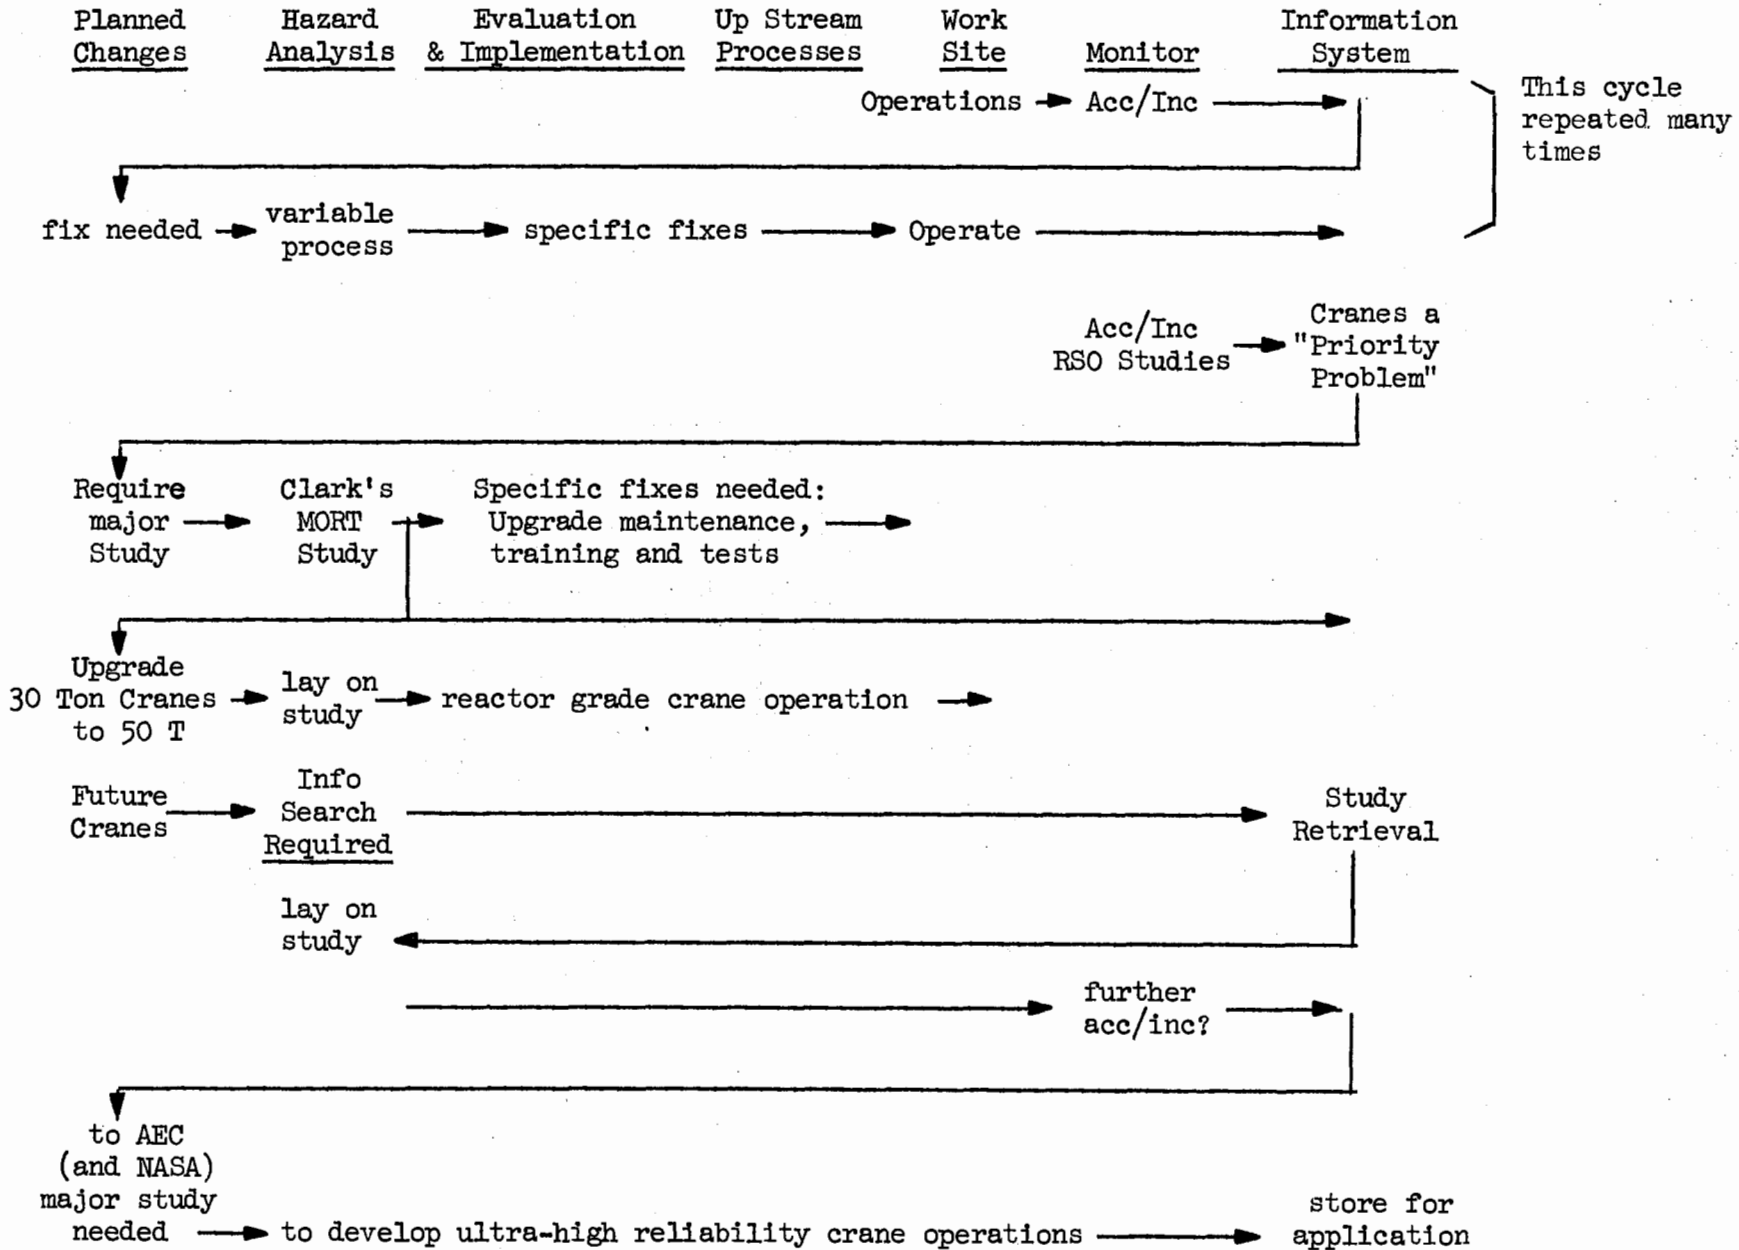 Planned Changes
Hazard Analysis
Evaluation & Implementation
Up Stream Processes
Work Site
Monitor
Information System
Operations
Acc/Inc
This cycle
repeated many
times
fix needed
variable
process
specific fixes
Operate
Acc/Inc
RSO Studies
Cranes a
"Priority
Problem"
Require
major
Study
Clark's
MORT
Study
Specific fixes needed:
Upgrade maintenance,
training and tests
Upgrade
30 Ton Cranes
to 50 T
lay on
study
reactor grade crane operation
Future
Cranes
Info
Search
Required
Study
Retrieval
lay on
study
further
acc/inc?
to AEC
(and NASA)
major study
needed
to develop ultra-high reliability crane operations
store for
application